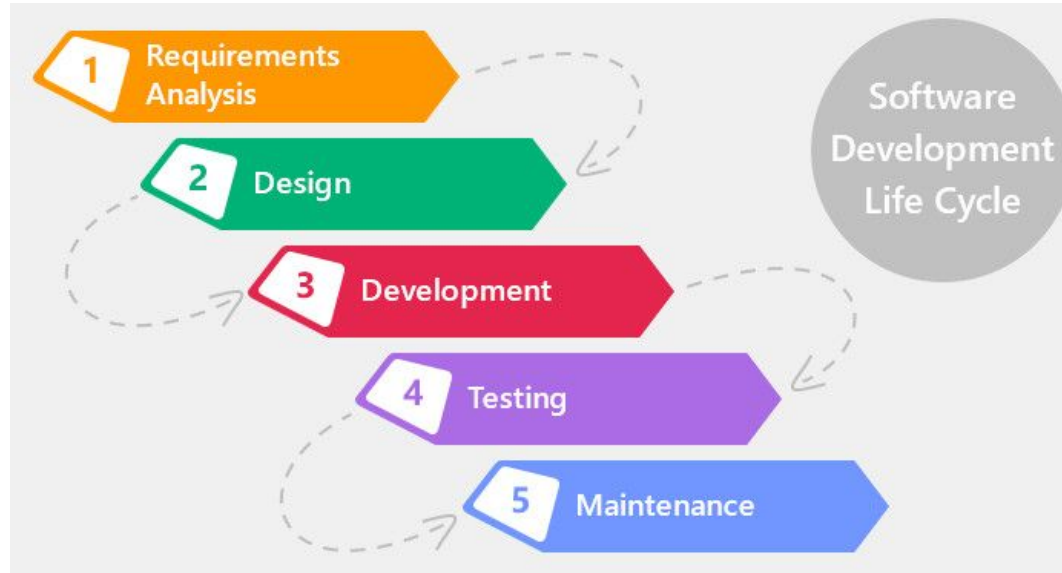 1
Requirements
Analysis
2
Design
3
Development
4
Testing
5
Maintenance
Software
Development
Life Cycle